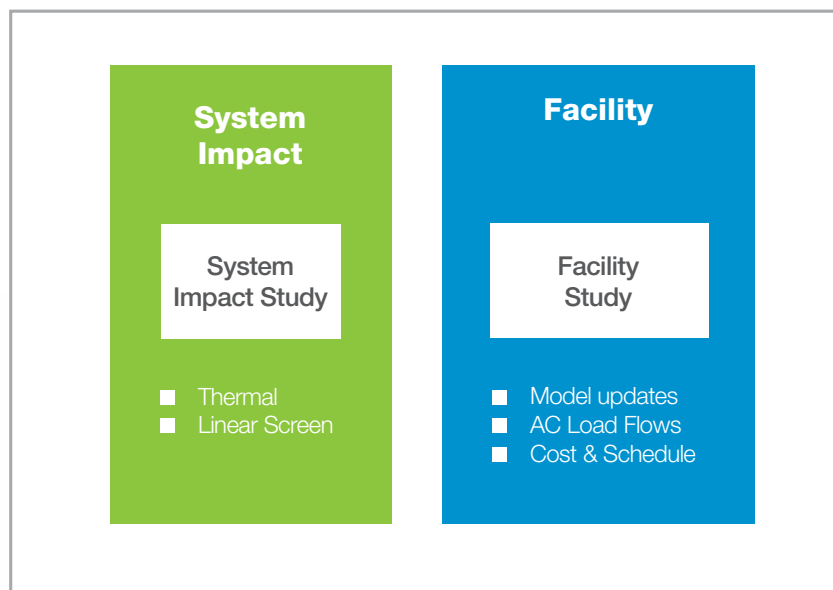 System
Impact
System
Impact Study
Thermal
Linear Screen
Facility
Facility
Study
Model updates
AC Load Flows
Cost & Schedule